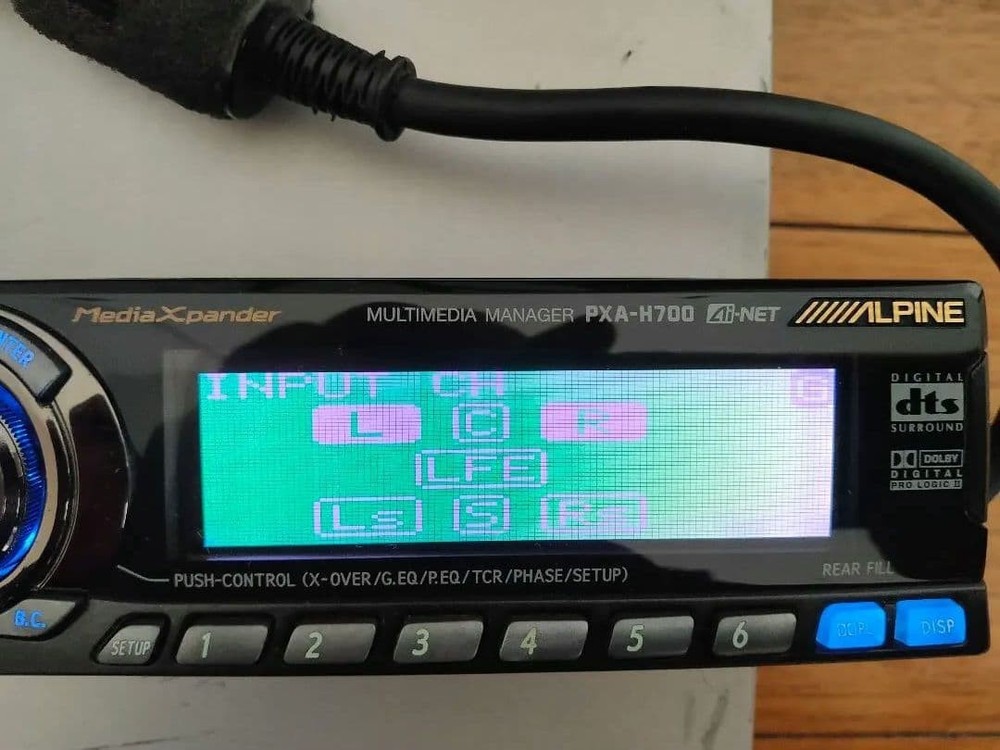 MediaXpander MULTIMEDIA MANAGER PXA-H700 Ai-NET ALPINE
INPUT CH
L C R
LFE
Ls S Rs
DIGITAL
dts
SURROUND
DOLBY
DIGITAL
PRO LOGIC II
PUSH-CONTROL (X-OVER/G.EQ/P.EQ/TCR/PHASE/SETUP)
REAR FILL
B.C.
SETUP 1 2 3 4 5 6 DISP